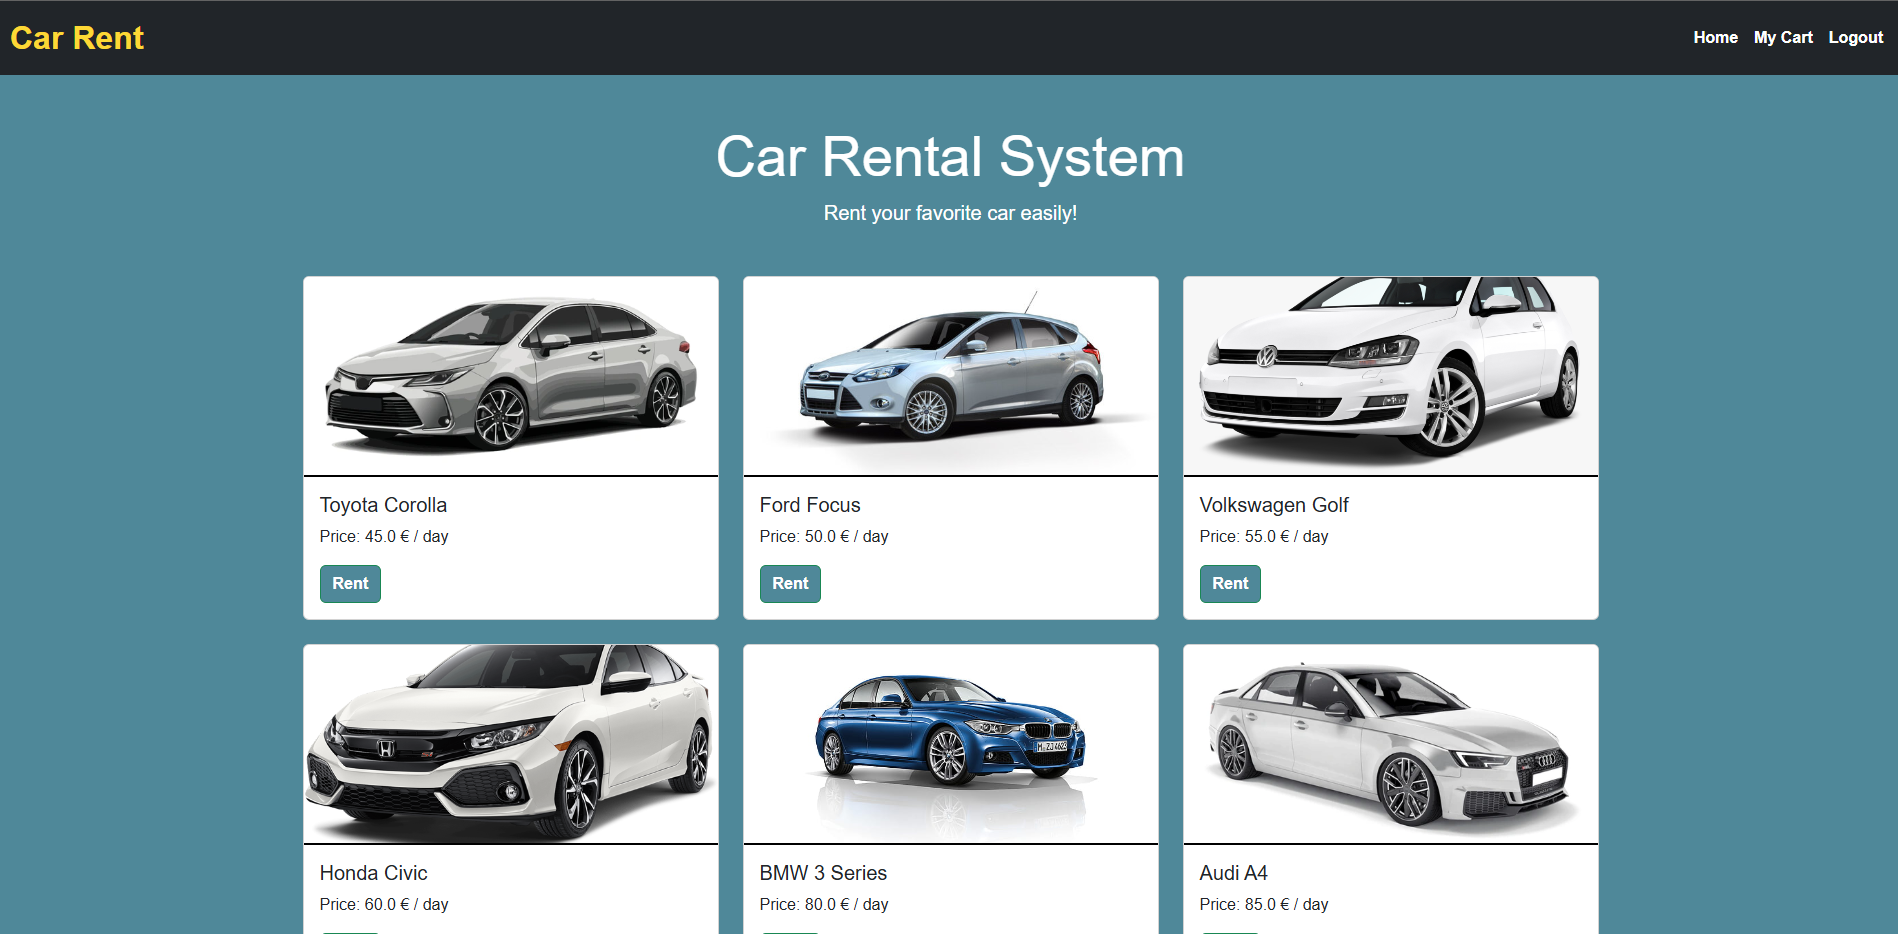 Car Rent
Home My Cart Logout
Car Rental System
Rent your favorite car easily!
Toyota Corolla
Price: 45.0 € / day
Rent
Ford Focus
Price: 50.0 € / day
Rent
Volkswagen Golf
Price: 55.0 € / day
Rent
Honda Civic
Price: 60.0 € / day
BMW 3 Series
Price: 80.0 € / day
Audi A4
Price: 85.0 € / day